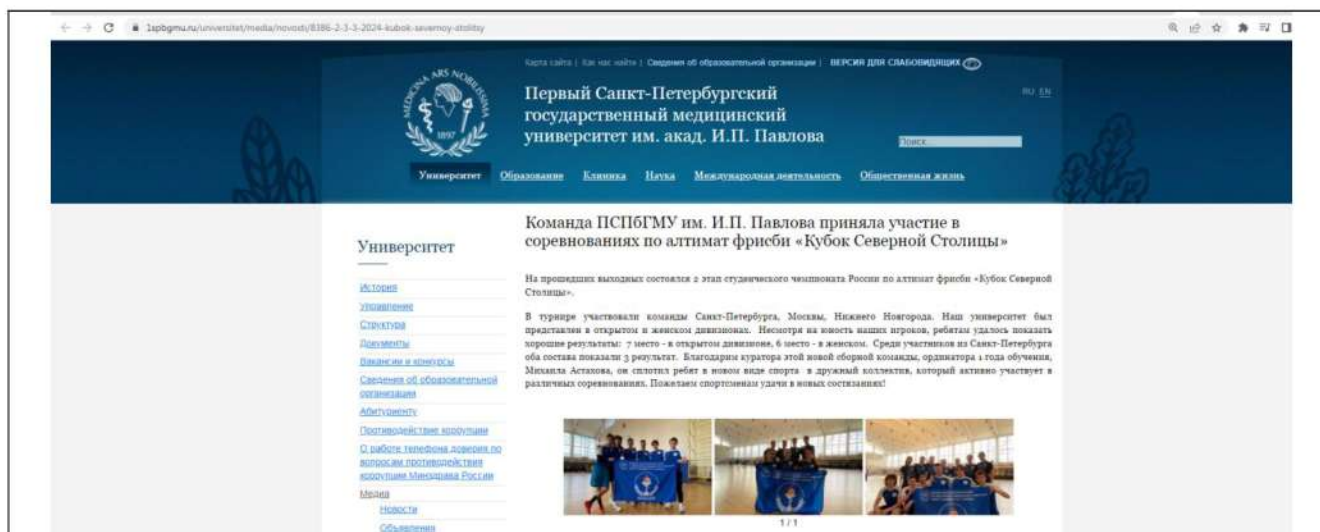 1spbgmu.ru/universitet/media/novosti/8386-2-3-3-2024-kubok-severnoy-stolitsy
Карта сайта | Как нас найти | Сведения об образовательной организации | ВЕРСИЯ ДЛЯ СЛАБОВИДЯЩИХ
MEDICINA ARS NOBILISSIMA
1897
Первый Санкт-Петербургский
государственный медицинский
университет им. акад. И.П. Павлова
RU EN
Поиск...
Университет Образование Клиника Наука Международная деятельность Общественная жизнь
Университет
История
Управление
Структура
Документы
Вакансии и конкурсы
Сведения об образовательной
организации
Абитуриенту
Противодействие коррупции
О работе телефона доверия по
вопросам противодействия
коррупции Минздрава России
Медиа
Новости
Объявления
Команда ПСПбГМУ им. И.П. Павлова приняла участие в
соревнованиях по алтимат фрисби «Кубок Северной Столицы»
На прошедших выходных состоялся 2 этап студенческого чемпионата России по алтимат фрисби «Кубок Северной
Столицы».
В турнире участвовали команды Санкт-Петербурга, Москвы, Нижнего Новгорода. Наш университет был
представлен в открытом и женском дивизионах. Несмотря на юность наших игроков, ребятам удалось показать
хорошие результаты: 7 место - в открытом дивизионе, 6 место - в женском. Среди участников из Санкт-Петербурга
оба состава показали 3 результат. Благодарим куратора этой новой сборной команды, ординатора 1 года обучения,
Михаила Астахова, он сплотил ребят в новом виде спорта в дружный коллектив, который активно участвует в
различных соревнованиях. Пожелаем спортсменам удачи в новых состязаниях!
1 / 1